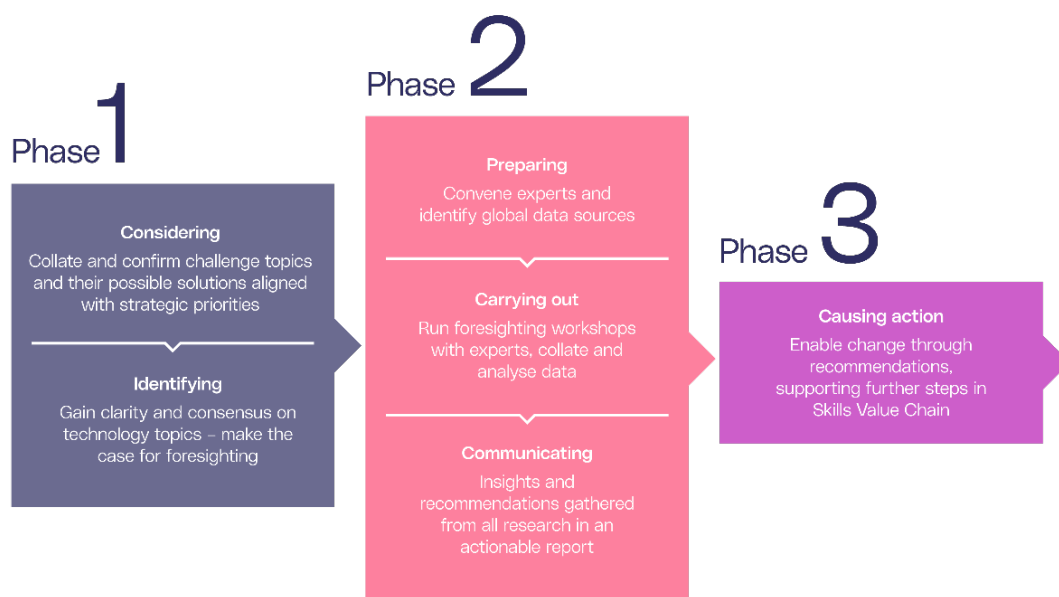 Phase 1
Considering
Collate and confirm challenge topics
and their possible solutions aligned
with strategic priorities
Identifying
Gain clarity and consensus on
technology topics – make the
case for foresighting
Phase 2
Preparing
Convene experts and
identify global data sources
Carrying out
Run foresighting workshops
with experts, collate and
analyse data
Communicating
Insights and
recommendations gathered
from all research in an
actionable report
Phase 3
Causing action
Enable change through
recommendations,
supporting further steps in
Skills Value Chain